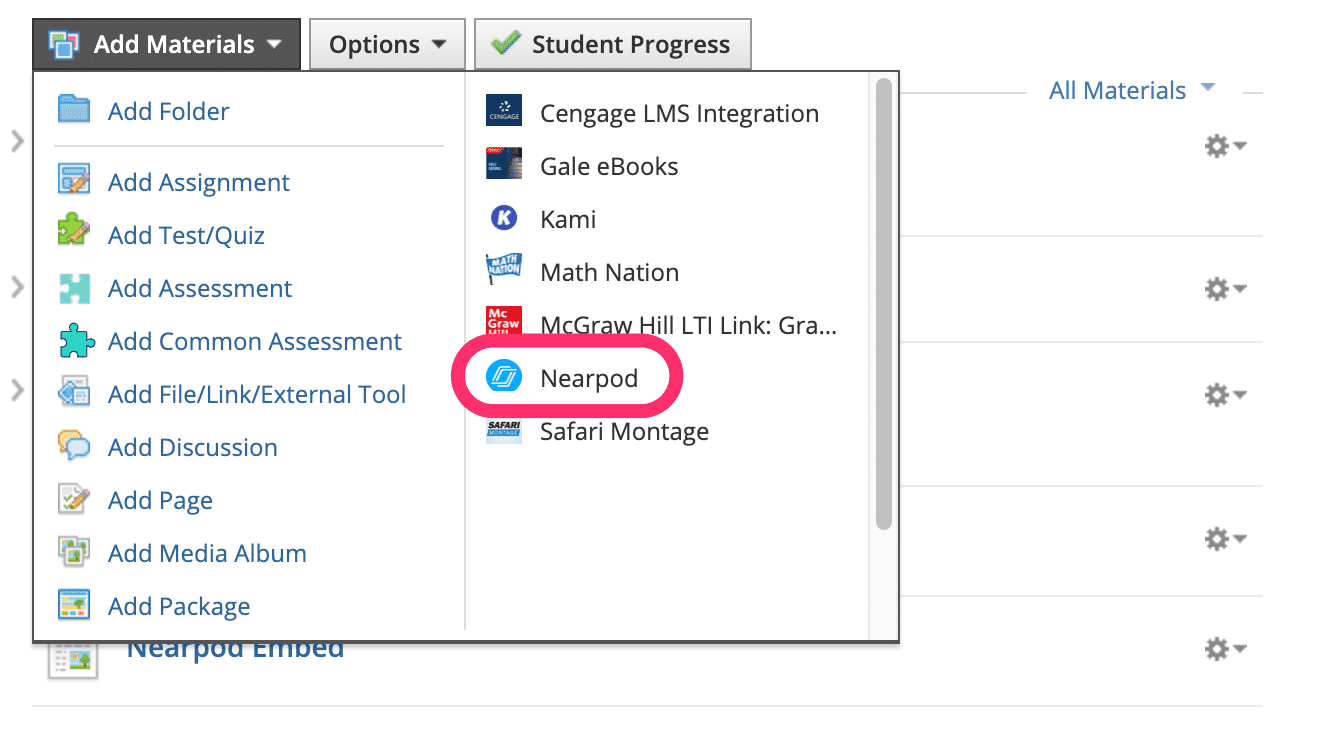 Add Materials
Options
Student Progress
All Materials
Add Folder
Add Assignment
Add Test/Quiz
Add Assessment
Add Common Assessment
Add File/Link/External Tool
Add Discussion
Add Page
Add Media Album
Add Package
CENGAGE
Cengage LMS Integration
Gale eBooks
K
Kami
MATH
NATION
Math Nation
Mc
Graw
Hill
McGraw Hill LTI Link: Gra...
Nearpod
SAFARI
MONTAGE
Safari Montage
Nearpod Embed